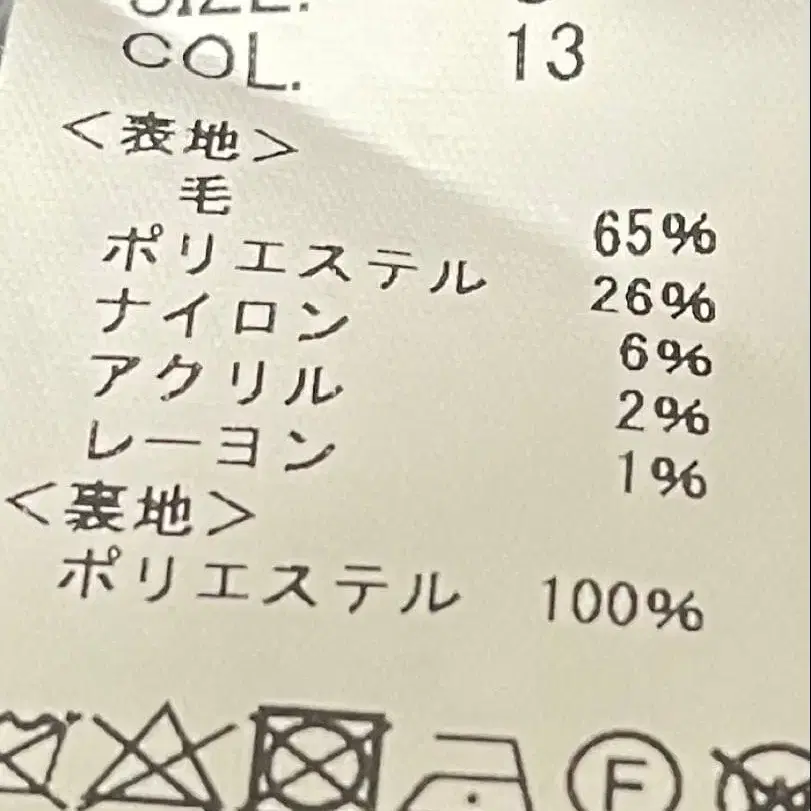 SIZE.
COL. 13
＜表地＞
毛 65%
ポリエステル 26%
ナイロン 6%
アクリル 2%
レーヨン 1%
＜裏地＞
ポリエステル 100%
F